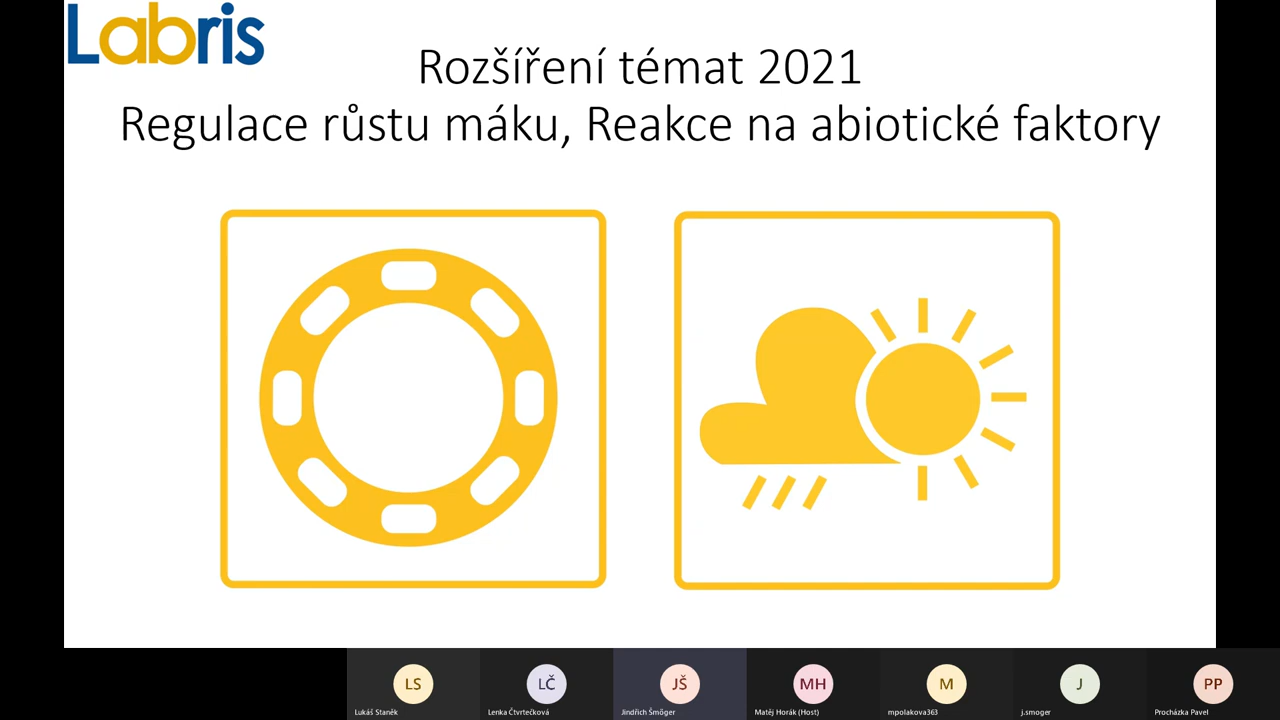 Labris
Rozšíření témat 2021
Regulace růstu máku, Reakce na abiotické faktory
LS
LČ
JŠ
MH
M
J
PP
Lukáš Staněk
Lenka Čtvrtečková
Jindřich Šmöger
Matěj Horák (Host)
mpolakova363
j.smoger
Procházka Pavel